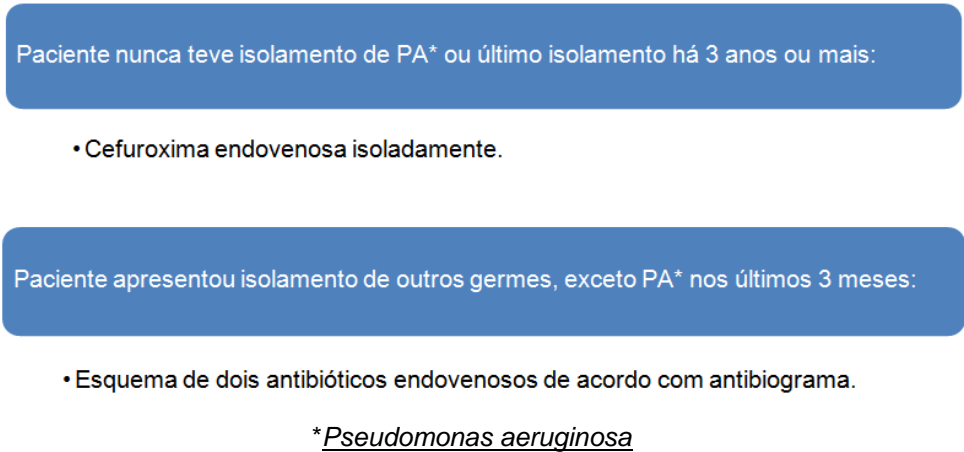 Paciente nunca teve isolamento de PA* ou último isolamento há 3 anos ou mais:
• Cefuroxima endovenosa isoladamente.
Paciente apresentou isolamento de outros germes, exceto PA* nos últimos 3 meses:
• Esquema de dois antibióticos endovenosos de acordo com antibiograma.
*Pseudomonas aeruginosa